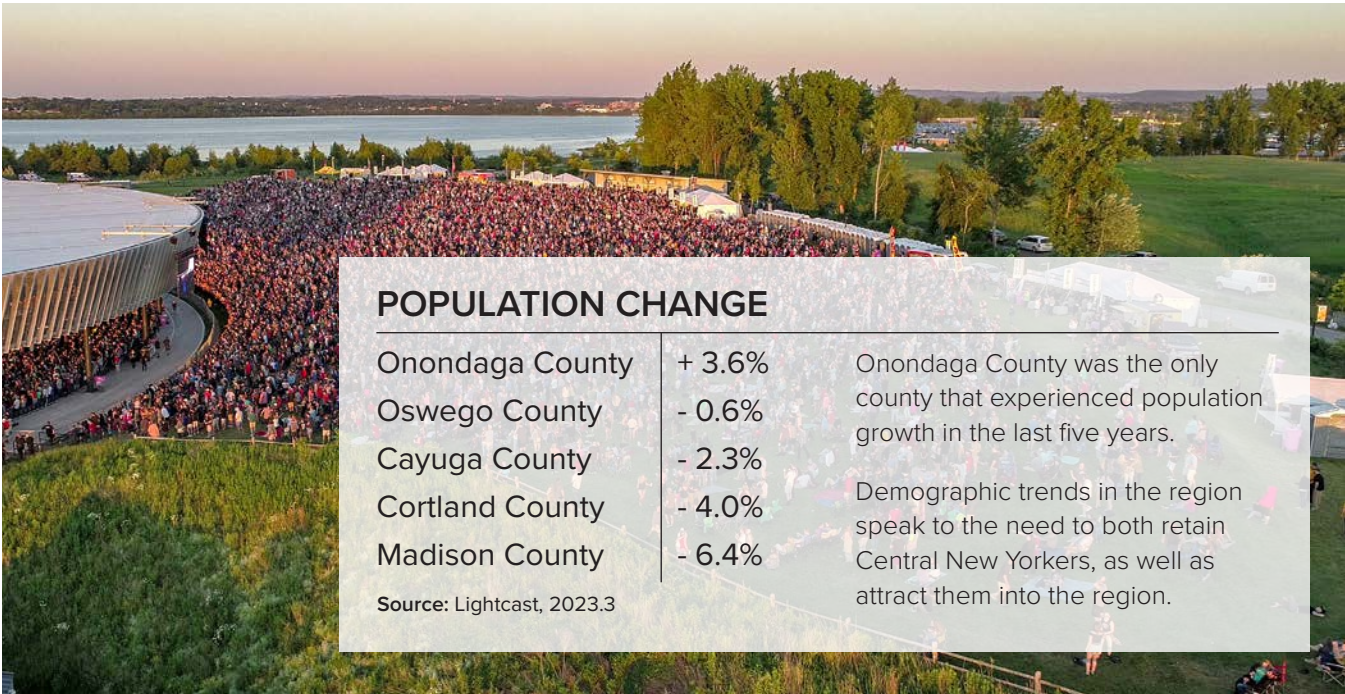 POPULATION CHANGE
Onondaga County + 3.6%
Oswego County - 0.6%
Cayuga County - 2.3%
Cortland County - 4.0%
Madison County - 6.4%
Source: Lightcast, 2023.3
Onondaga County was the only
county that experienced population
growth in the last five years.
Demographic trends in the region
speak to the need to both retain
Central New Yorkers, as well as
attract them into the region.